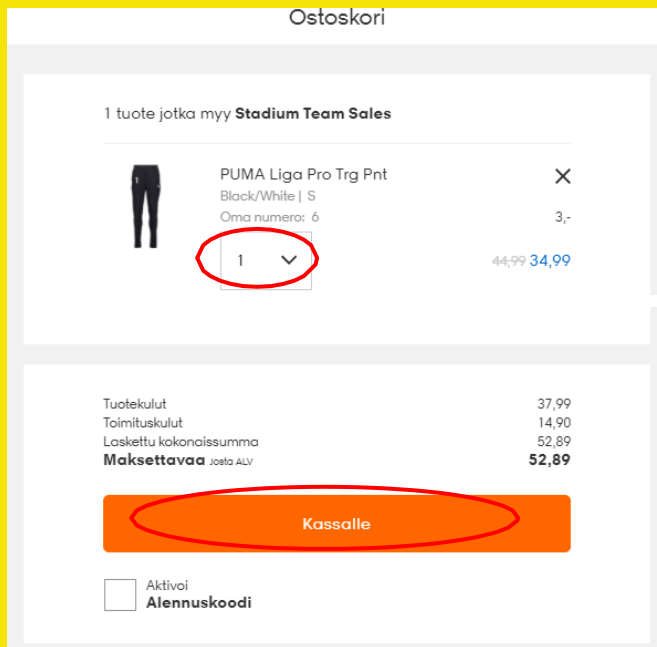 Ostoskori
1 tuote jotka myy Stadium Team Sales
PUMA Liga Pro Trg Pnt
Black/White | S
Oma numero: 6
3,-
1
44,99 34,99
Tuotekulut 37,99
Toimituskulut 14,90
Laskettu kokonaissumma 52,89
Maksettavaa Josta ALV 52,89
Kassalle
Aktivoi
Alennuskoodi